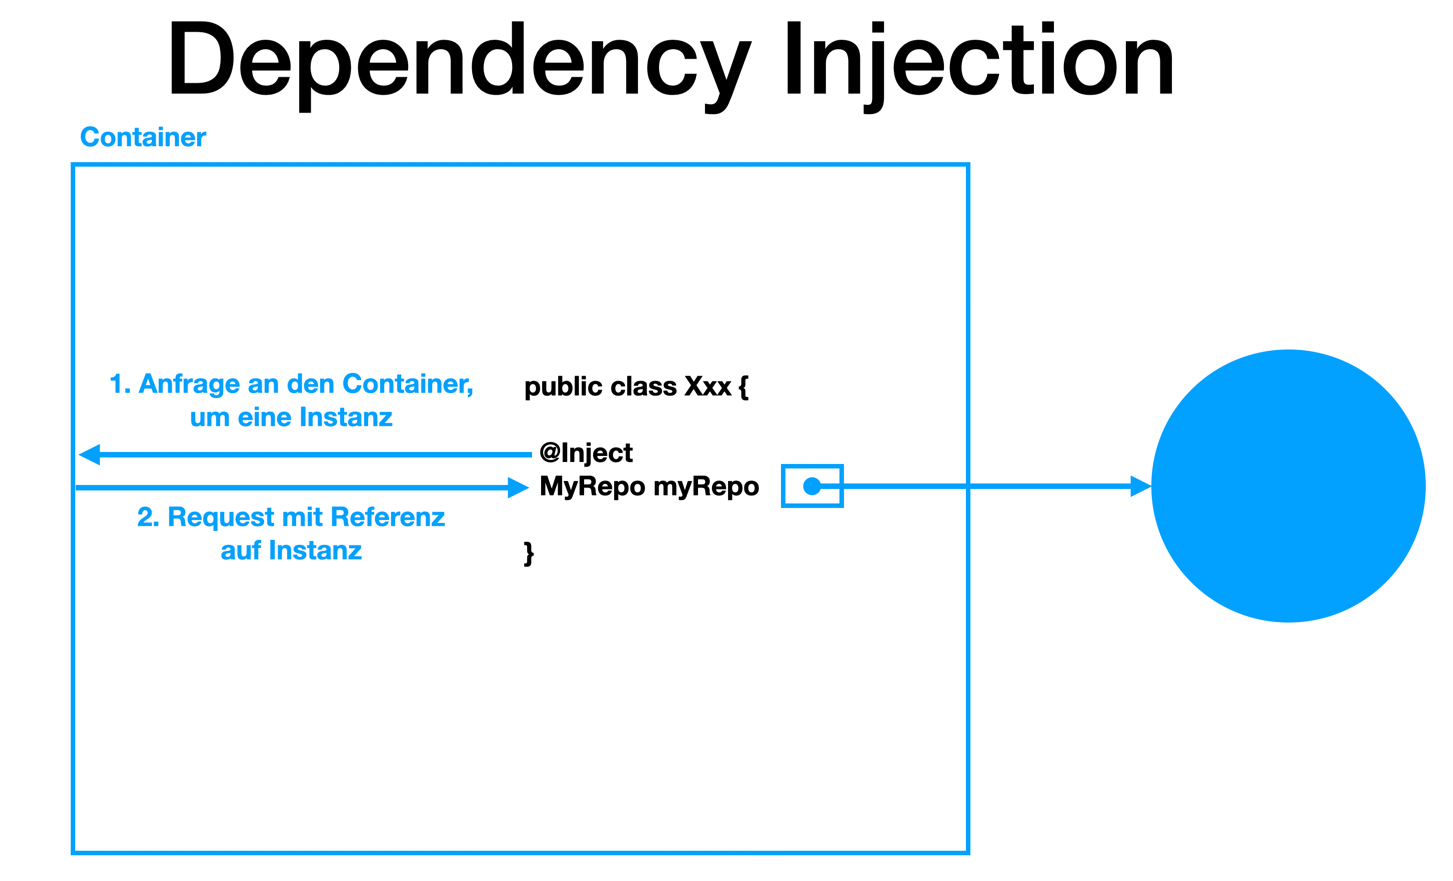 Dependency Injection
Container
1. Anfrage an den Container,
um eine Instanz
public class Xxx {
@Inject
MyRepo myRepo
2. Request mit Referenz
auf Instanz
}